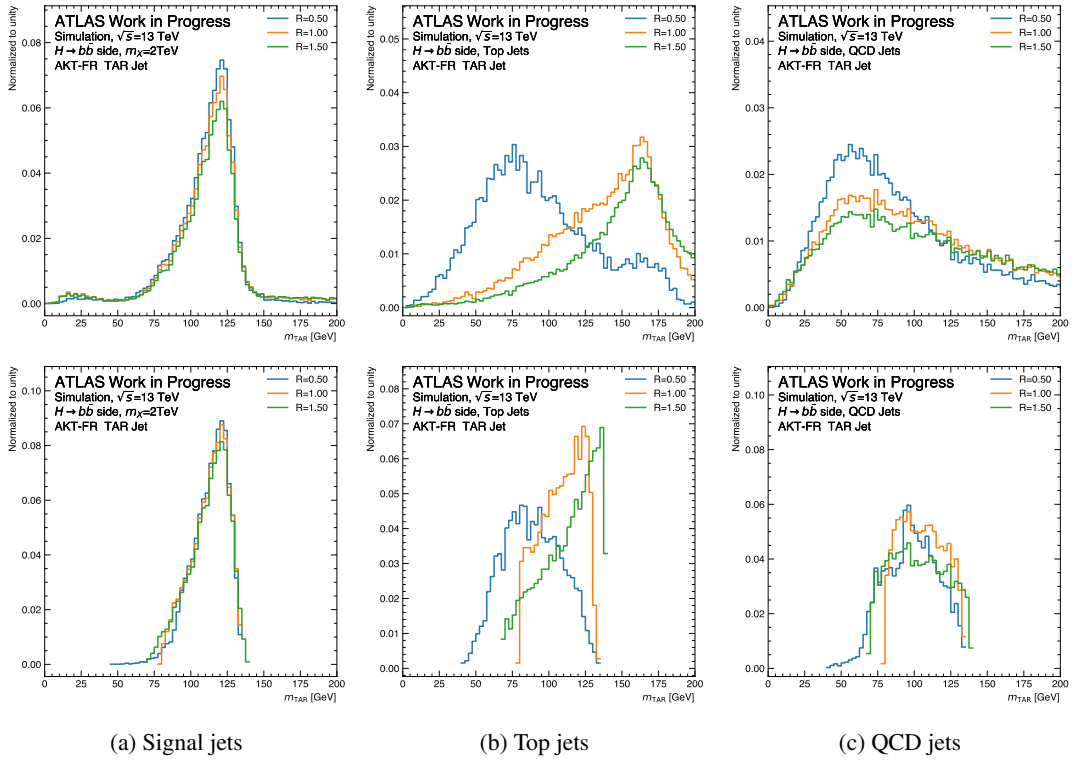 ATLAS Work in Progress
Simulation, √s=13 TeV
H → bb̄ side, mX=2TeV
AKT-FR TAR Jet
R=0.50
R=1.00
R=1.50
Normalized to unity
0.08
0.06
0.04
0.02
0.00
0 25 50 75 100 125 150 175 200
mTAR [GeV]
ATLAS Work in Progress
Simulation, √s=13 TeV
H → bb̄ side, Top Jets
AKT-FR TAR Jet
R=0.50
R=1.00
R=1.50
Normalized to unity
0.05
0.04
0.03
0.02
0.01
0.00
0 25 50 75 100 125 150 175 200
mTAR [GeV]
ATLAS Work in Progress
Simulation, √s=13 TeV
H → bb̄ side, QCD Jets
AKT-FR TAR Jet
R=0.50
R=1.00
R=1.50
Normalized to unity
0.04
0.03
0.02
0.01
0.00
0 25 50 75 100 125 150 175 200
mTAR [GeV]
ATLAS Work in Progress
Simulation, √s=13 TeV
H → bb̄ side, mX=2TeV
AKT-FR TAR Jet
R=0.50
R=1.00
R=1.50
Normalized to unity
0.10
0.08
0.06
0.04
0.02
0.00
0 25 50 75 100 125 150 175 200
mTAR [GeV]
ATLAS Work in Progress
Simulation, √s=13 TeV
H → bb̄ side, Top Jets
AKT-FR TAR Jet
R=0.50
R=1.00
R=1.50
Normalized to unity
0.08
0.07
0.06
0.05
0.04
0.03
0.02
0.01
0.00
0 25 50 75 100 125 150 175 200
mTAR [GeV]
ATLAS Work in Progress
Simulation, √s=13 TeV
H → bb̄ side, QCD Jets
AKT-FR TAR Jet
R=0.50
R=1.00
R=1.50
Normalized to unity
0.10
0.08
0.06
0.04
0.02
0.00
0 25 50 75 100 125 150 175 200
mTAR [GeV]
(a) Signal jets
(b) Top jets
(c) QCD jets